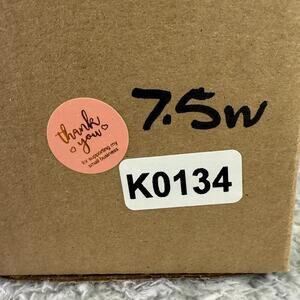 7.5W
thank
you
for supporting my
small business
K0134